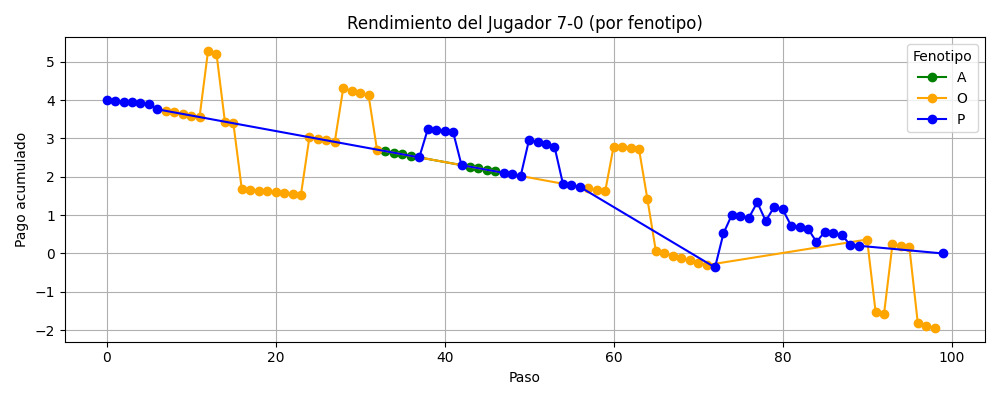 Rendimiento del Jugador 7-0 (por fenotipo)
Pago acumulado
5
4
3
2
1
0
−1
−2
Fenotipo
A
O
P
0 20 40 60 80 100
Paso